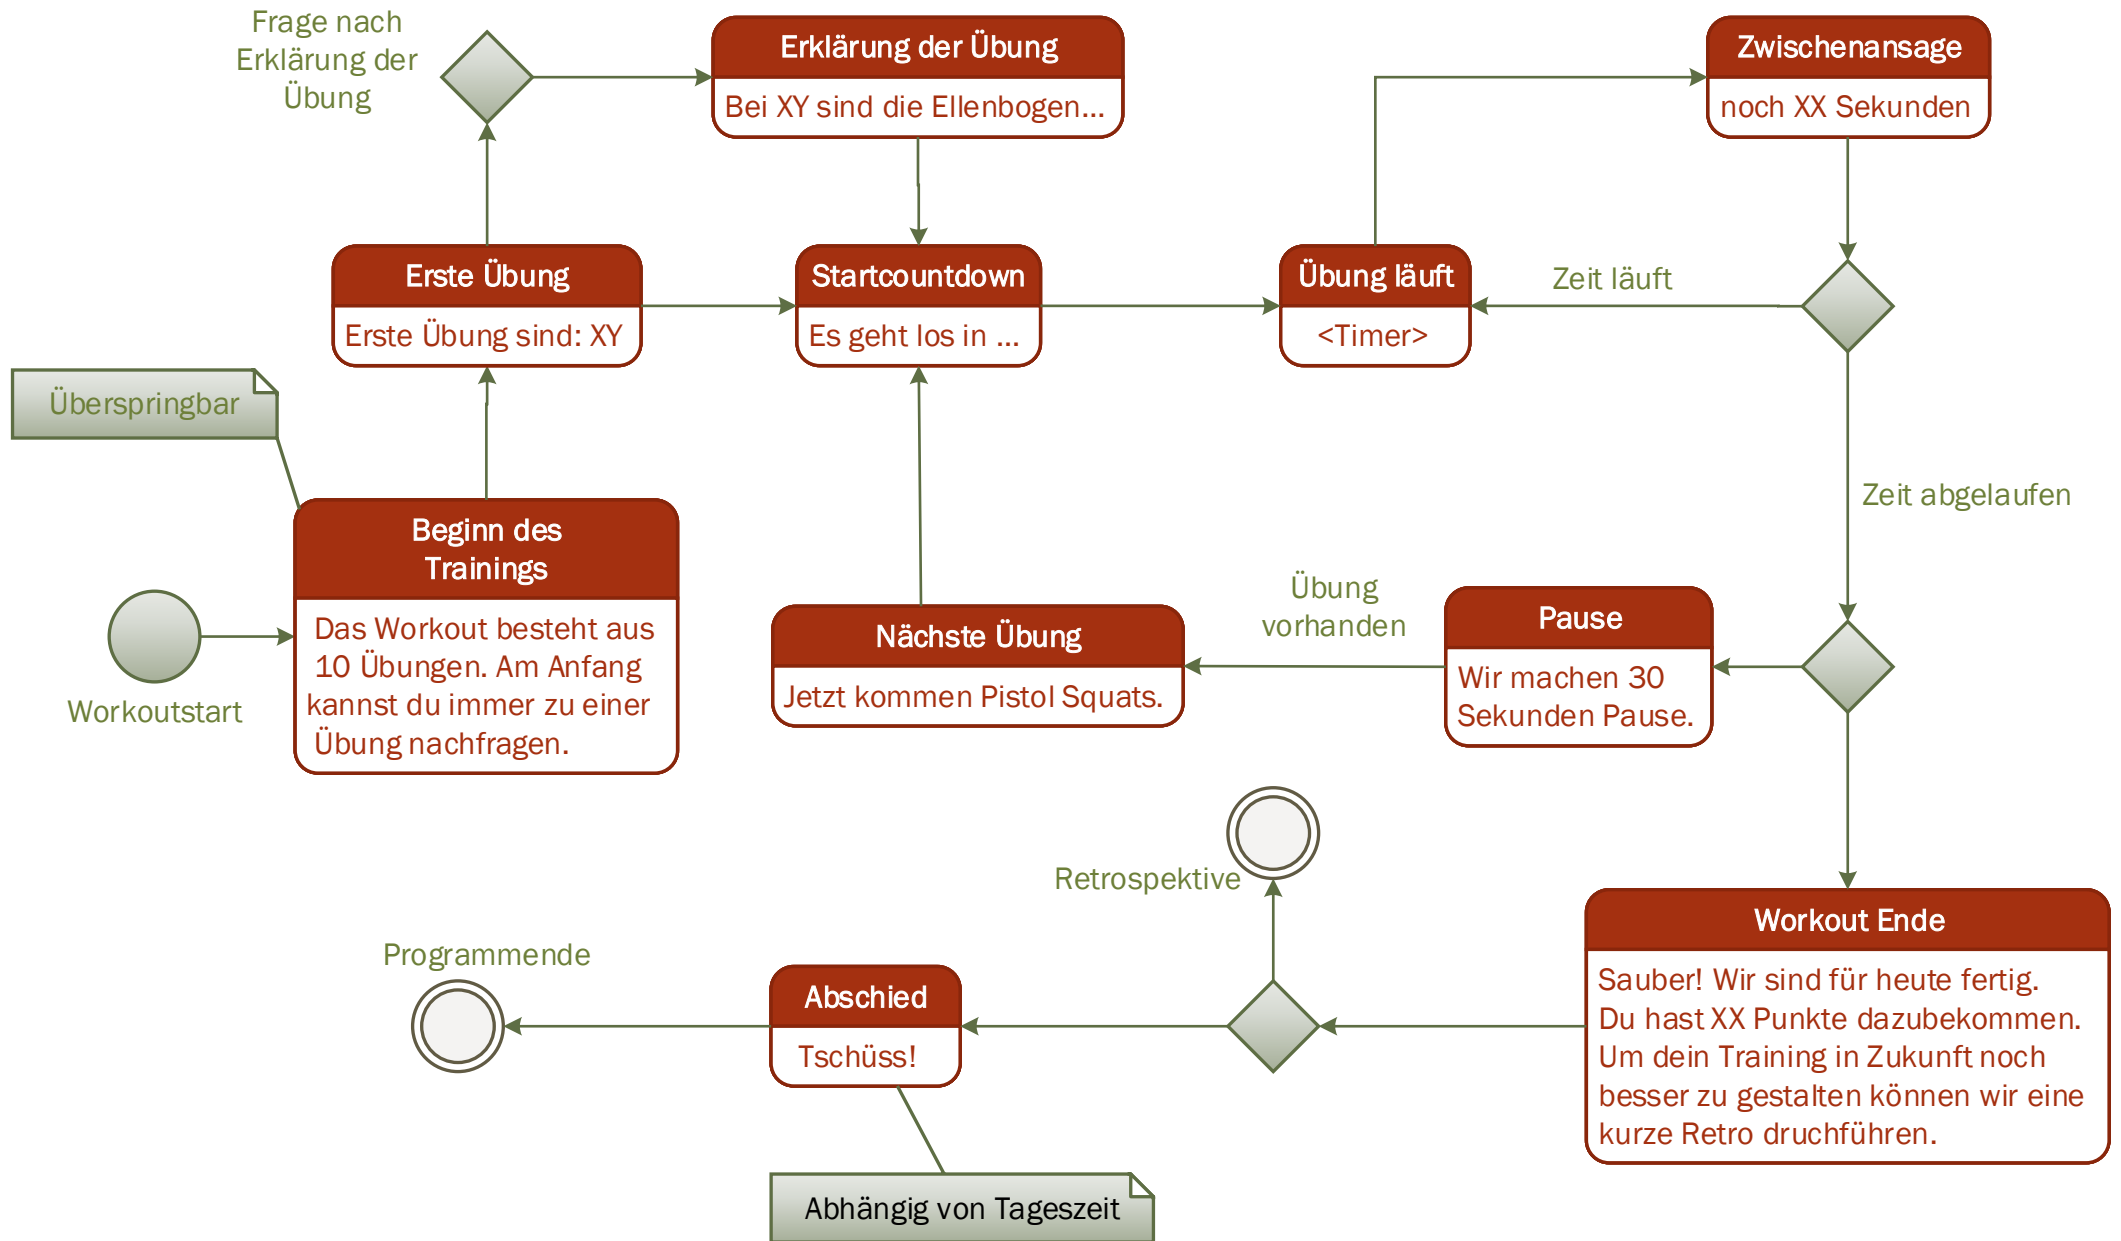 Frage nach
Erklärung der
Übung
Erklärung der Übung
Bei XY sind die Ellenbogen...
Zwischenansage
noch XX Sekunden
Erste Übung
Erste Übung sind: XY
Startcountdown
Es geht los in ...
Übung läuft
<Timer>
Zeit läuft
Überspringbar
Zeit abgelaufen
Beginn des
Trainings
Das Workout besteht aus
10 Übungen. Am Anfang
kannst du immer zu einer
Übung nachfragen.
Workoutstart
Nächste Übung
Jetzt kommen Pistol Squats.
Übung
vorhanden
Pause
Wir machen 30
Sekunden Pause.
Retrospektive
Programmende
Abschied
Tschüss!
Workout Ende
Sauber! Wir sind für heute fertig.
Du hast XX Punkte dazubekommen.
Um dein Training in Zukunft noch
besser zu gestalten können wir eine
kurze Retro druchführen.
Abhängig von Tageszeit